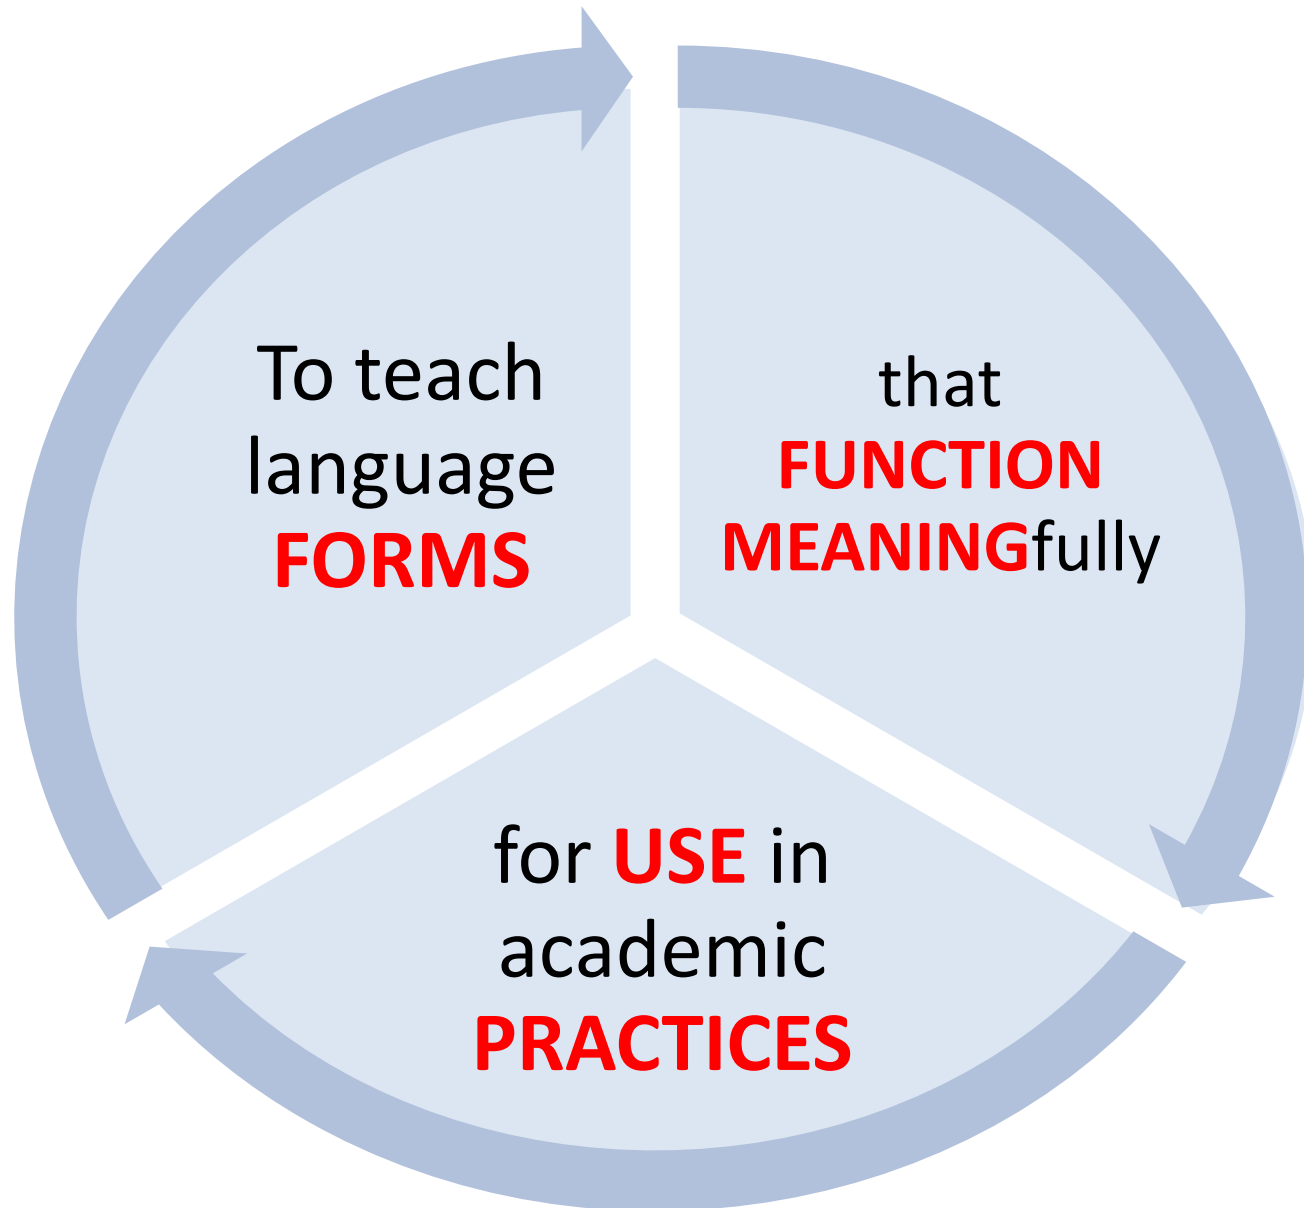 To teach
language
FORMS
that
FUNCTION
MEANINGfully
for USE in
academic
PRACTICES